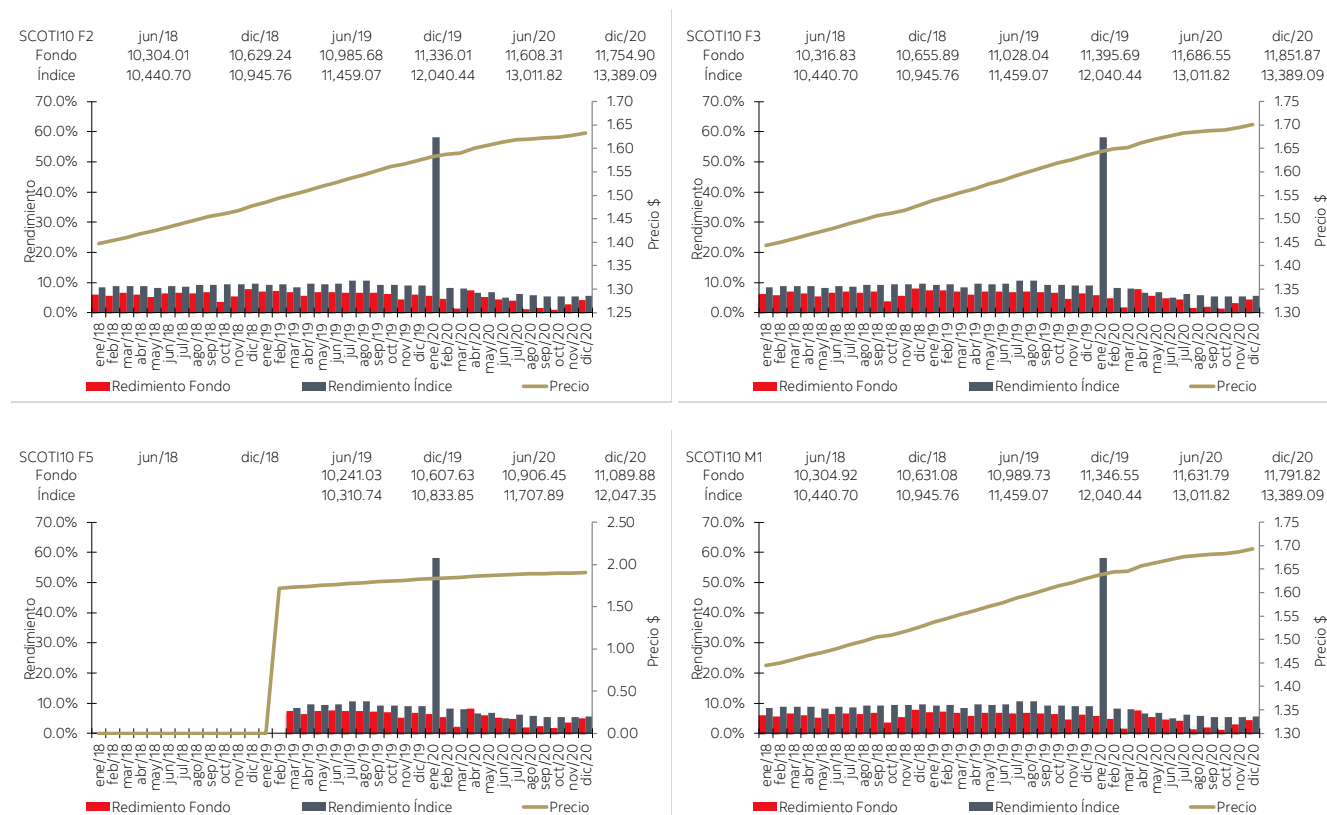 SCOTI10 F2 jun/18 dic/18 jun/19 dic/19 jun/20 dic/20
Fondo 10,304.01 10,629.24 10,985.68 11,336.01 11,608.31 11,754.90
Índice 10,440.70 10,945.76 11,459.07 12,040.44 13,011.82 13,389.09
70.0%
60.0%
50.0%
40.0%
30.0%
20.0%
10.0%
0.0%
Rendimiento
1.70
1.65
1.60
1.55
1.50
1.45
1.40
1.35
1.30
1.25
Precio $
ene/18 feb/18 mar/18 abr/18 may/18 jun/18 jul/18 ago/18 sep/18 oct/18 nov/18 dic/18 ene/19 feb/19 mar/19 abr/19 may/19 jun/19 jul/19 ago/19 sep/19 oct/19 nov/19 dic/19 ene/20 feb/20 mar/20 abr/20 may/20 jun/20 jul/20 ago/20 sep/20 oct/20 nov/20 dic/20
Redimiento Fondo Rendimiento Índice Precio
SCOTI10 F3 jun/18 dic/18 jun/19 dic/19 jun/20 dic/20
Fondo 10,316.83 10,655.89 11,028.04 11,395.69 11,686.55 11,851.87
Índice 10,440.70 10,945.76 11,459.07 12,040.44 13,011.82 13,389.09
70.0%
60.0%
50.0%
40.0%
30.0%
20.0%
10.0%
0.0%
Rendimiento
1.75
1.70
1.65
1.60
1.55
1.50
1.45
1.40
1.35
1.30
Precio $
ene/18 feb/18 mar/18 abr/18 may/18 jun/18 jul/18 ago/18 sep/18 oct/18 nov/18 dic/18 ene/19 feb/19 mar/19 abr/19 may/19 jun/19 jul/19 ago/19 sep/19 oct/19 nov/19 dic/19 ene/20 feb/20 mar/20 abr/20 may/20 jun/20 jul/20 ago/20 sep/20 oct/20 nov/20 dic/20
Redimiento Fondo Rendimiento Índice Precio
SCOTI10 F5 jun/18 dic/18 jun/19 dic/19 jun/20 dic/20
Fondo 10,241.03 10,607.63 10,906.45 11,089.88
Índice 10,310.74 10,833.85 11,707.89 12,047.35
70.0%
60.0%
50.0%
40.0%
30.0%
20.0%
10.0%
0.0%
Rendimiento
2.50
2.00
1.50
1.00
0.50
0.00
Precio $
ene/18 feb/18 mar/18 abr/18 may/18 jun/18 jul/18 ago/18 sep/18 oct/18 nov/18 dic/18 ene/19 feb/19 mar/19 abr/19 may/19 jun/19 jul/19 ago/19 sep/19 oct/19 nov/19 dic/19 ene/20 feb/20 mar/20 abr/20 may/20 jun/20 jul/20 ago/20 sep/20 oct/20 nov/20 dic/20
Redimiento Fondo Rendimiento Índice Precio
SCOTI10 M1 jun/18 dic/18 jun/19 dic/19 jun/20 dic/20
Fondo 10,304.92 10,631.08 10,989.73 11,346.55 11,631.79 11,791.82
Índice 10,440.70 10,945.76 11,459.07 12,040.44 13,011.82 13,389.09
70.0%
60.0%
50.0%
40.0%
30.0%
20.0%
10.0%
0.0%
Rendimiento
1.75
1.70
1.65
1.60
1.55
1.50
1.45
1.40
1.35
1.30
Precio $
ene/18 feb/18 mar/18 abr/18 may/18 jun/18 jul/18 ago/18 sep/18 oct/18 nov/18 dic/18 ene/19 feb/19 mar/19 abr/19 may/19 jun/19 jul/19 ago/19 sep/19 oct/19 nov/19 dic/19 ene/20 feb/20 mar/20 abr/20 may/20 jun/20 jul/20 ago/20 sep/20 oct/20 nov/20 dic/20
Redimiento Fondo Rendimiento Índice Precio